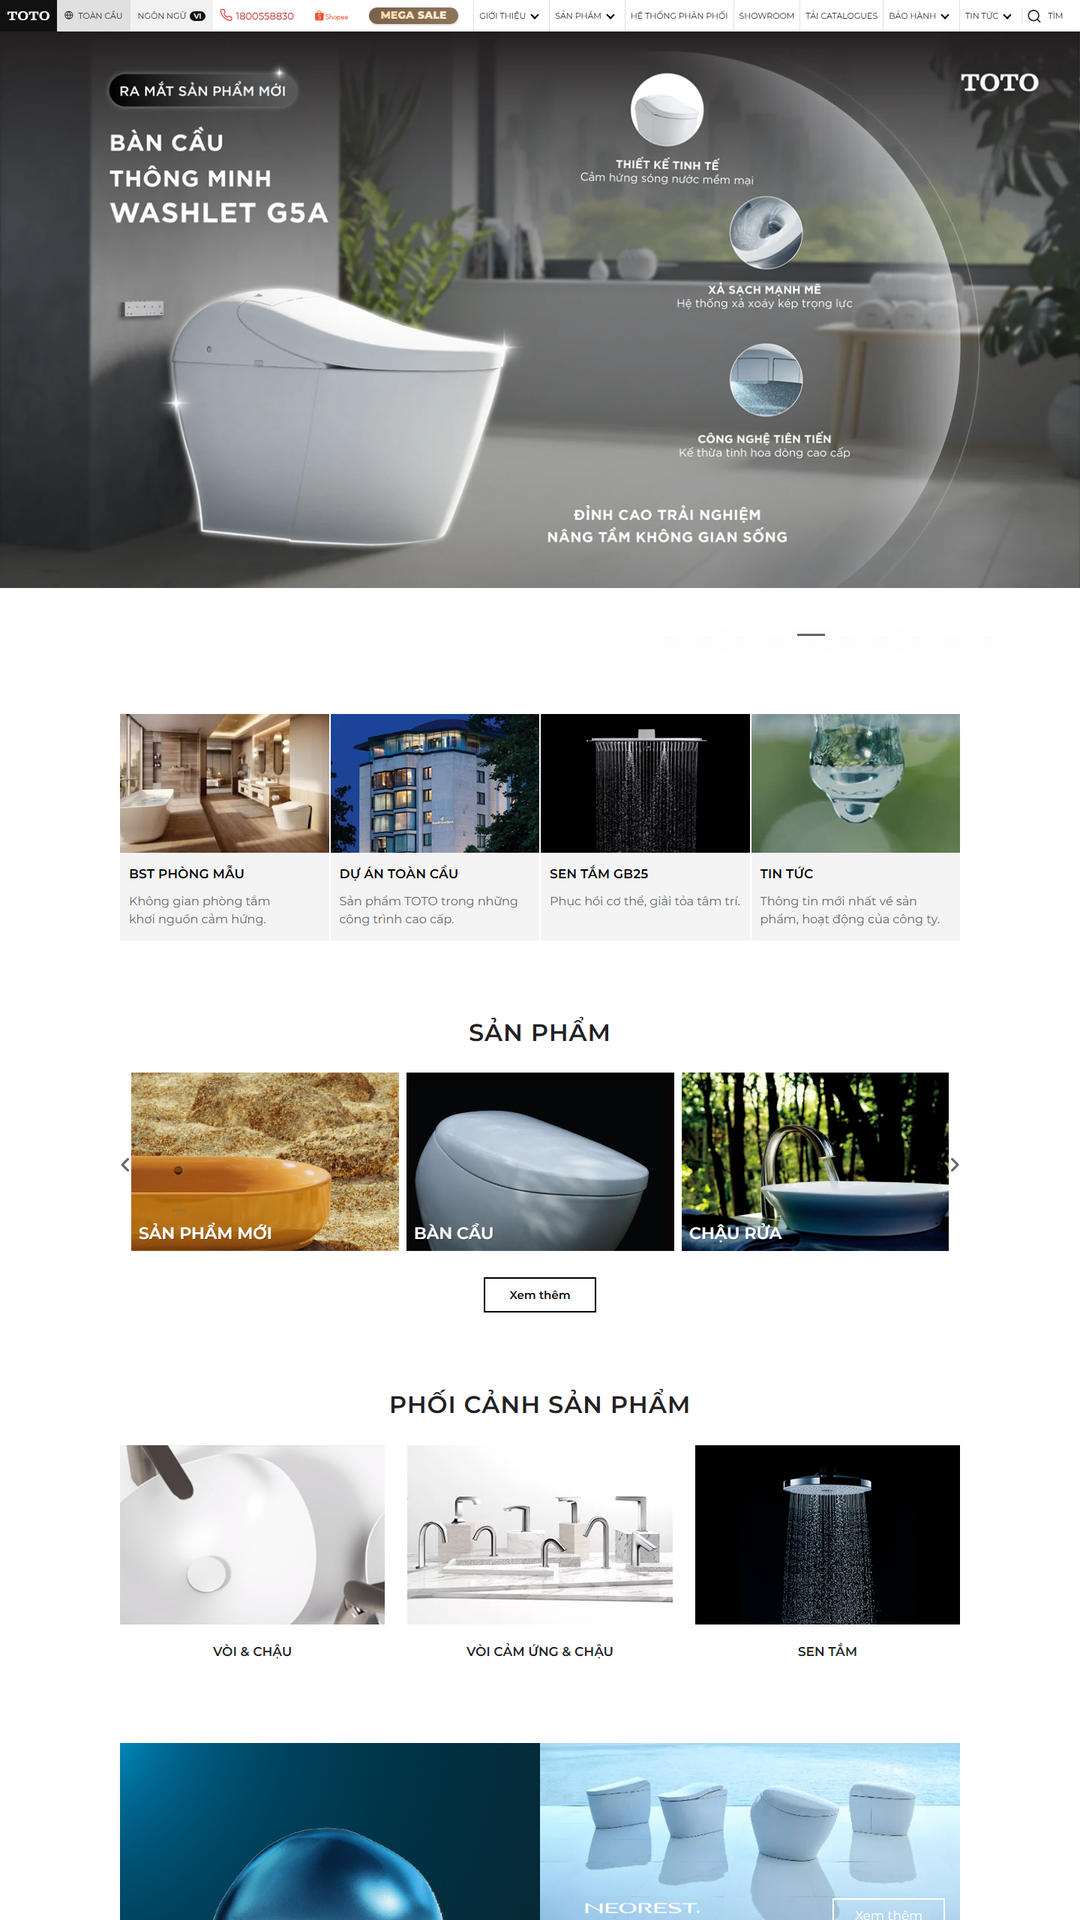 TOTO
TOÀN CẦU
NGÔN NGỮ VI
1800558830
Shopee
MEGA SALE
GIỚI THIỆU
SẢN PHẨM
HỆ THỐNG PHÂN PHỐI
SHOWROOM
TẢI CATALOGUES
BẢO HÀNH
TIN TỨC
TÌM
RA MẮT SẢN PHẨM MỚI
TOTO
BÀN CẦU
THÔNG MINH
WASHLET G5A
THIẾT KẾ TINH TẾ
Cảm hứng sóng nước mềm mại
XẢ SẠCH MẠNH MẼ
Hệ thống xả xoáy kép trọng lực
CÔNG NGHỆ TIÊN TIẾN
Kế thừa tinh hoa dòng cao cấp
ĐỈNH CAO TRẢI NGHIỆM
NÂNG TẦM KHÔNG GIAN SỐNG
BST PHÒNG MẪU
Không gian phòng tắm
khơi nguồn cảm hứng.
DỰ ÁN TOÀN CẦU
Sản phẩm TOTO trong những
công trình cao cấp.
SEN TẮM GB25
Phục hồi cơ thể, giải tỏa tâm trí.
TIN TỨC
Thông tin mới nhất về sản
phẩm, hoạt động của công ty.
SẢN PHẨM
SẢN PHẨM MỚI
BÀN CẦU
CHẬU RỬA
Xem thêm
PHỐI CẢNH SẢN PHẨM
VÒI & CHẬU
VÒI CẢM ỨNG & CHẬU
SEN TẮM
NEOREST.
Xem thêm